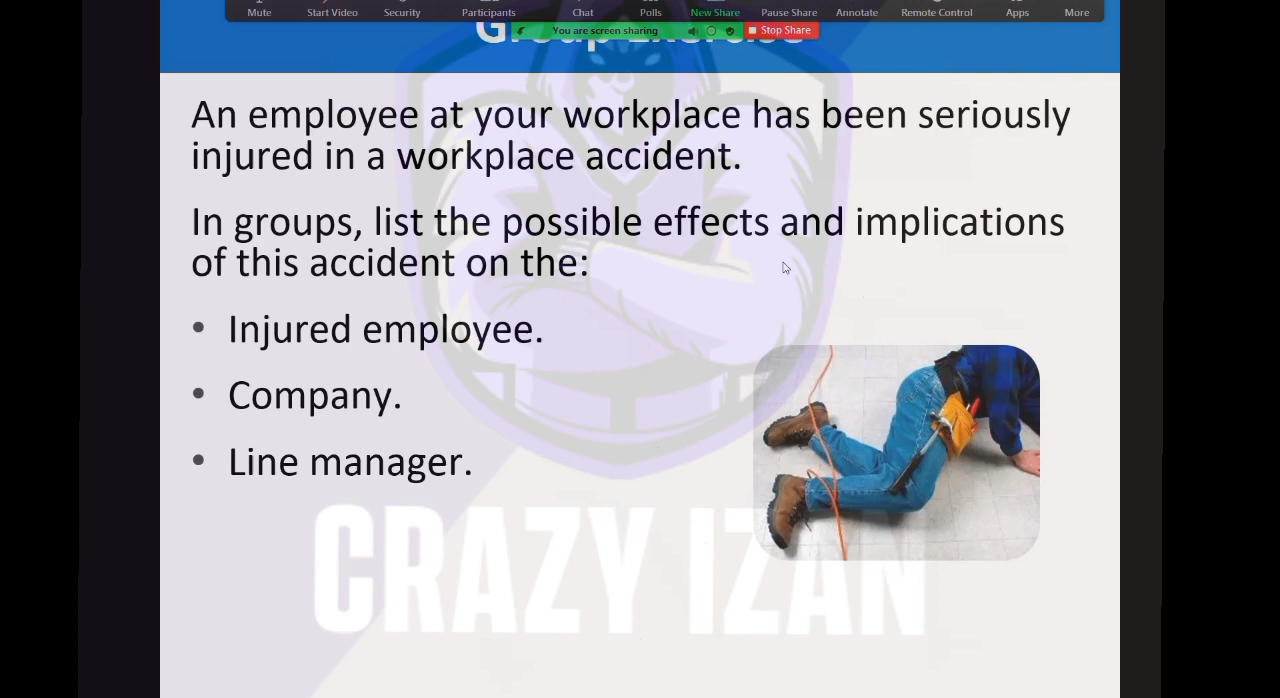 Mute Start Video Security Participants Chat Polls New Share Pause Share Annotate Remote Control Apps More
You are screen sharing Stop Share
Group Exercise
An employee at your workplace has been seriously
injured in a workplace accident.
In groups, list the possible effects and implications
of this accident on the:
• Injured employee.
• Company.
• Line manager.
CRAZY IZAN